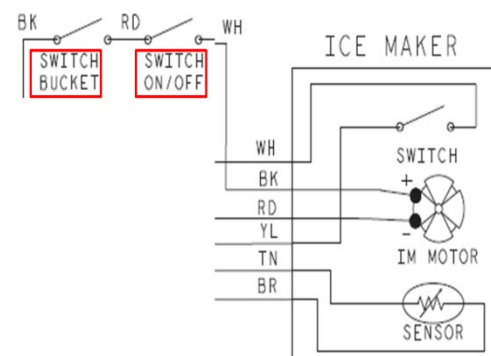 BK RD WH
SWITCH BUCKET
SWITCH ON/OFF
ICE MAKER
WH
SWITCH
BK
+
RD
-
YL
IM MOTOR
TN
BR
SENSOR